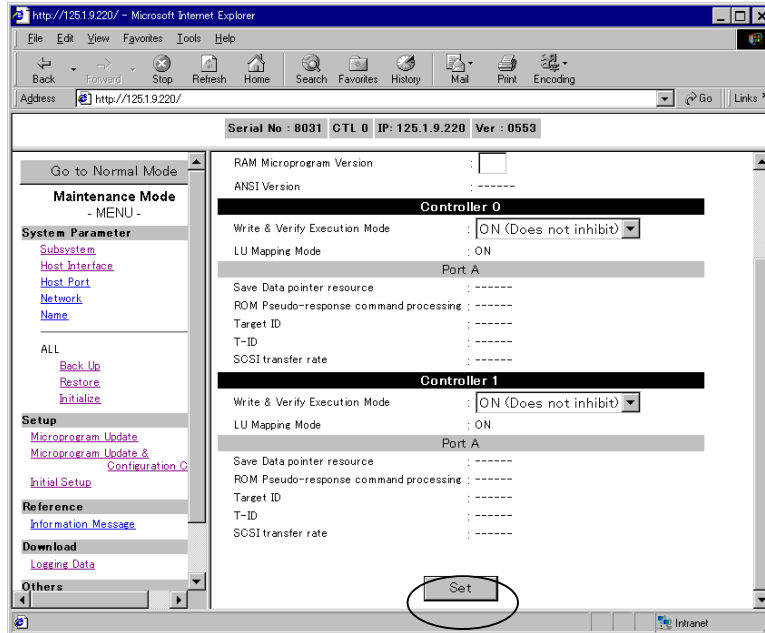 http://125.1.9.220/ - Microsoft Internet Explorer
File Edit View Favorites Tools Help
Back Forward Stop Refresh Home Search Favorites History Mail Print Encoding
Address http://125.1.9.220/ Go Links
Serial No : 8031 CTL 0 IP: 125.1.9.220 Ver : 0553
Go to Normal Mode
Maintenance Mode
- MENU -
System Parameter
Subsystem
Host Interface
Host Port
Network
Name
ALL
Back Up
Restore
Initialize
Setup
Microprogram Update
Microprogram Update &
Configuration C
Initial Setup
Reference
Information Message
Download
Logging Data
Others
RAM Microprogram Version :
ANSI Version : ------
Controller 0
Write & Verify Execution Mode : ON (Does not inhibit)
LU Mapping Mode : ON
Port A
Save Data pointer resource : ------
ROM Pseudo-response command processing : ------
Target ID : ------
T-ID : ------
SCSI transfer rate : ------
Controller 1
Write & Verify Execution Mode : ON (Does not inhibit)
LU Mapping Mode : ON
Port A
Save Data pointer resource : ------
ROM Pseudo-response command processing : ------
Target ID : ------
T-ID : ------
SCSI transfer rate : ------
Set
Intranet